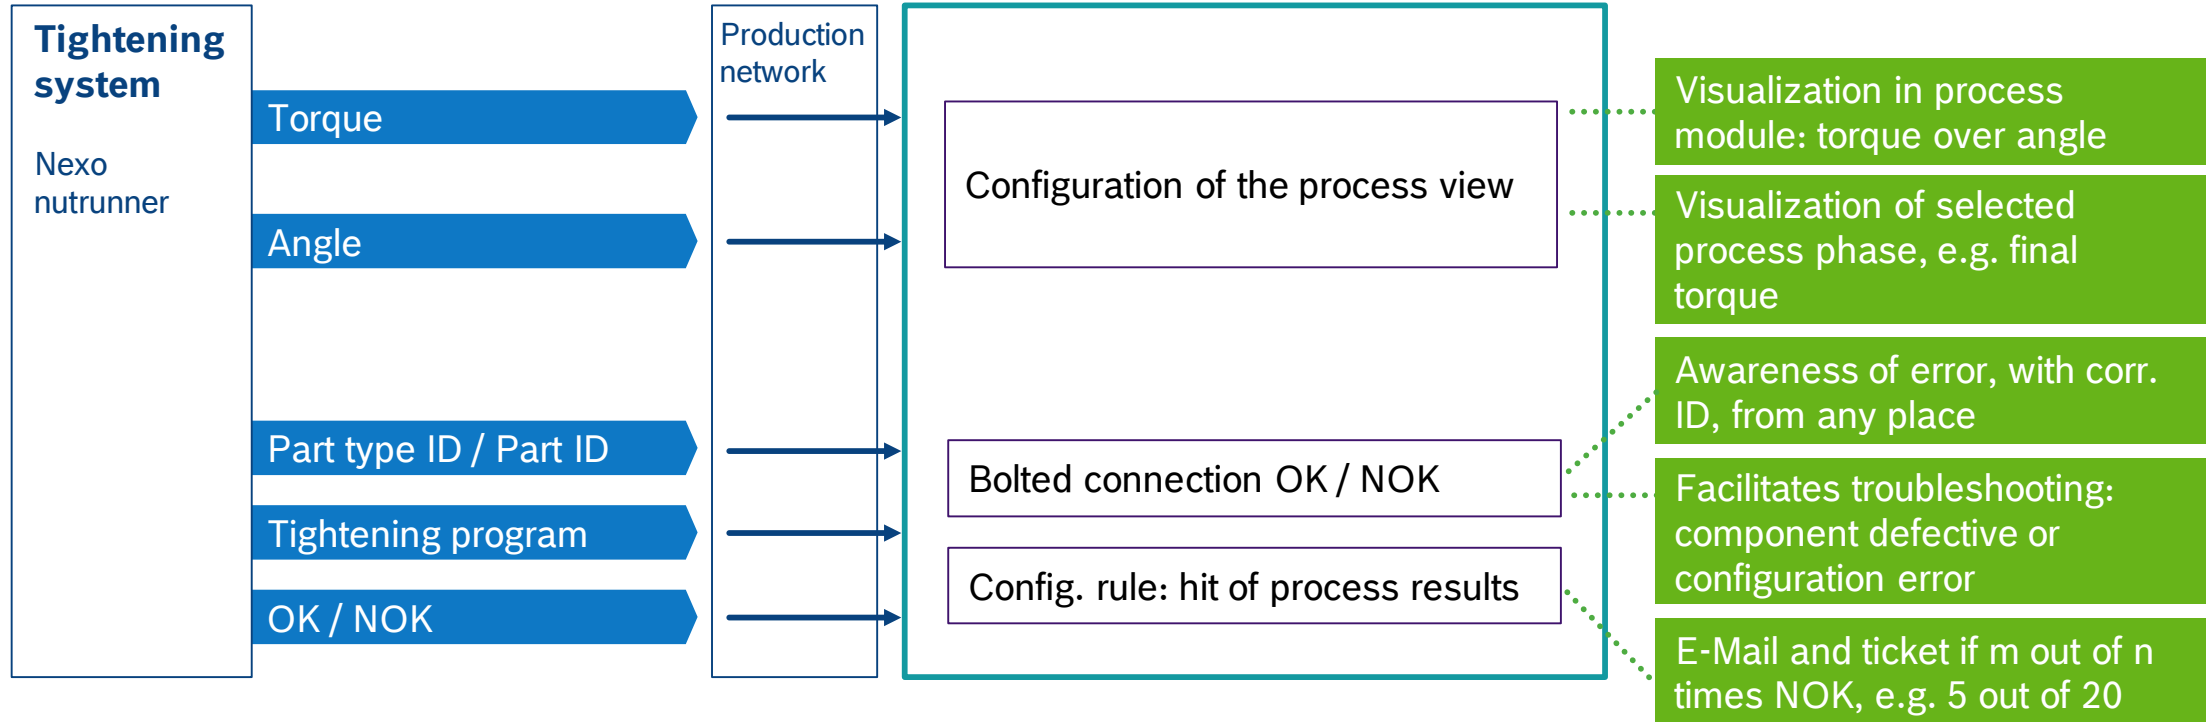 Tightening
system
Nexo
nutrunner
Torque
Angle
Part type ID / Part ID
Tightening program
OK / NOK
Production
network
Configuration of the process view
Bolted connection OK / NOK
Config. rule: hit of process results
Visualization in process
module: torque over angle
Visualization of selected
process phase, e.g. final
torque
Awareness of error, with corr.
ID, from any place
Facilitates troubleshooting:
component defective or
configuration error
E-Mail and ticket if m out of n
times NOK, e.g. 5 out of 20